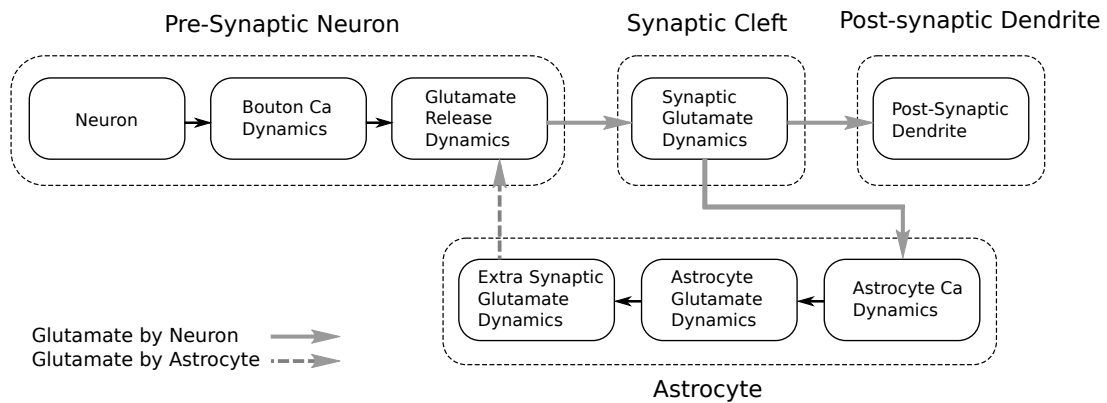 Pre-Synaptic Neuron
Synaptic Cleft
Post-synaptic Dendrite
Neuron
Bouton Ca
Dynamics
Glutamate
Release
Dynamics
Synaptic
Glutamate
Dynamics
Post-Synaptic
Dendrite
Extra Synaptic
Glutamate
Dynamics
Astrocyte
Glutamate
Dynamics
Astrocyte Ca
Dynamics
Glutamate by Neuron
Glutamate by Astrocyte
Astrocyte